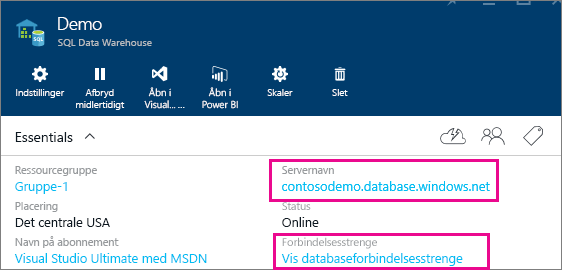 Demo
SQL Data Warehouse
SQL
Indstillinger
Afbryd
midlertidigt
Åbn i
Visual... ...
Åbn i
Power BI
Skaler
Slet
Essentials
Ressourcegruppe
Gruppe-1
Servernavn
contosodemo.database.windows.net
Placering
Det centrale USA
Status
Online
Navn på abonnement
Visual Studio Ultimate med MSDN
Forbindelsesstrenge
Vis databaseforbindelsesstrenge